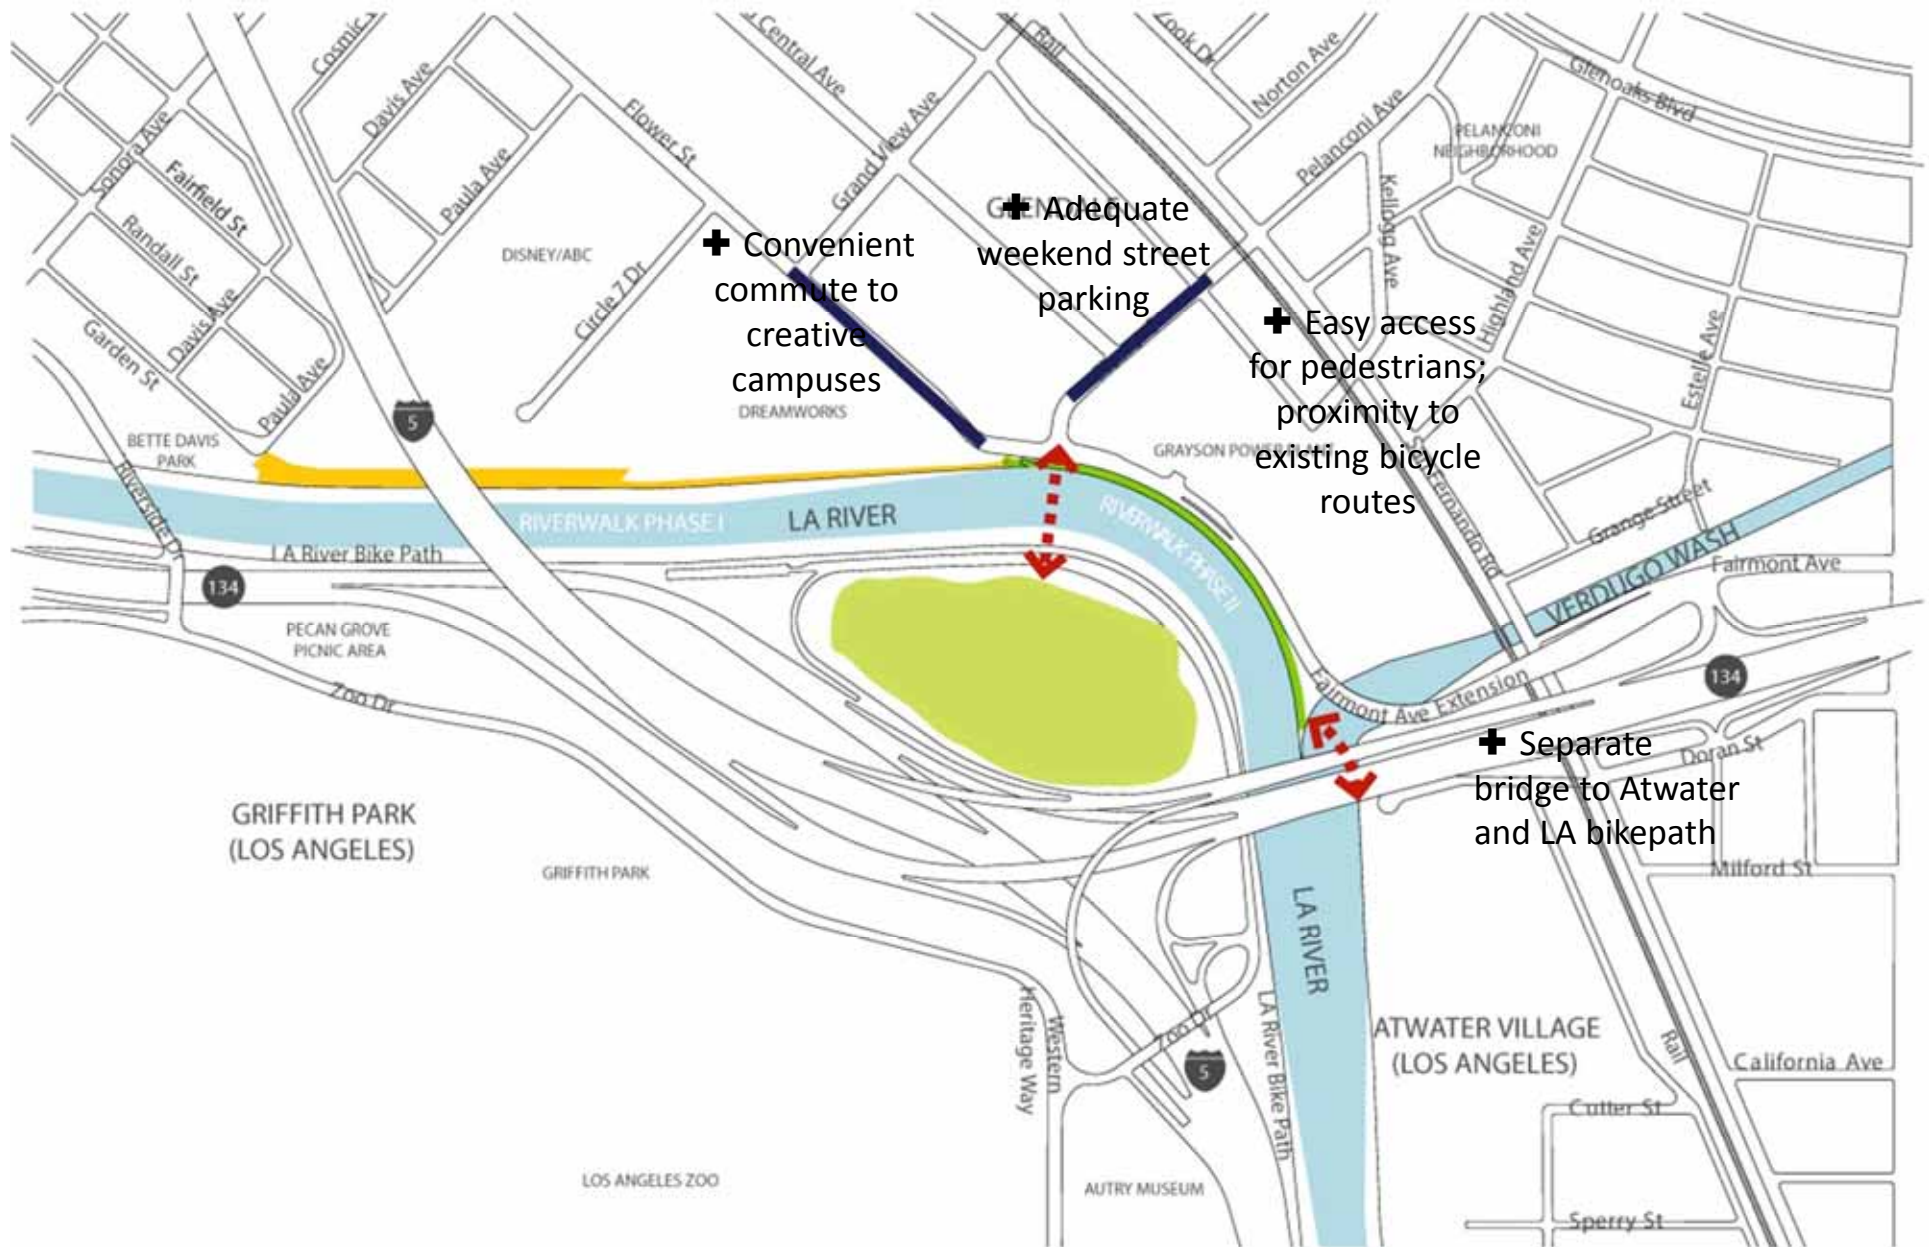 Cosmic
Central Ave
Rail
Zook Dr
Norton Ave
Glenoaks Blvd
Davis Ave
Flower St
Grand View Ave
Pelanconi Ave
PELANCONI
NEIGHBORHOOD
Sonora Ave
Fairfield St
Paula Ave
Kellogg Ave
GLENDALE
✚ Adequate
weekend street
parking
✚ Convenient
commute to
creative
campuses
Randall St
DISNEY/ABC
Circle 7 Dr
Highland Ave
✚ Easy access
for pedestrians;
proximity to
existing bicycle
routes
Davis Ave
Garden St
Paula Ave
Estelle Ave
5
DREAMWORKS
BETTE DAVIS
PARK
GRAYSON POWER PLANT
San Fernando Rd
Riverside Dr
RIVERWALK PHASE I
LA RIVER
RIVERWALK PHASE II
Grange Street
VERDUGO WASH
Fairmont Ave
LA River Bike Path
134
PECAN GROVE
PICNIC AREA
Zoo Dr
Fairmont Ave Extension
134
✚ Separate
bridge to Atwater
and LA bikepath
Doran St
GRIFFITH PARK
(LOS ANGELES)
GRIFFITH PARK
Milford St
LA RIVER
Western
Heritage Way
Zoo Dr
5
LA River Bike Path
ATWATER VILLAGE
(LOS ANGELES)
Rail
California Ave
Cutter St
LOS ANGELES ZOO
AUTRY MUSEUM
Sperry St